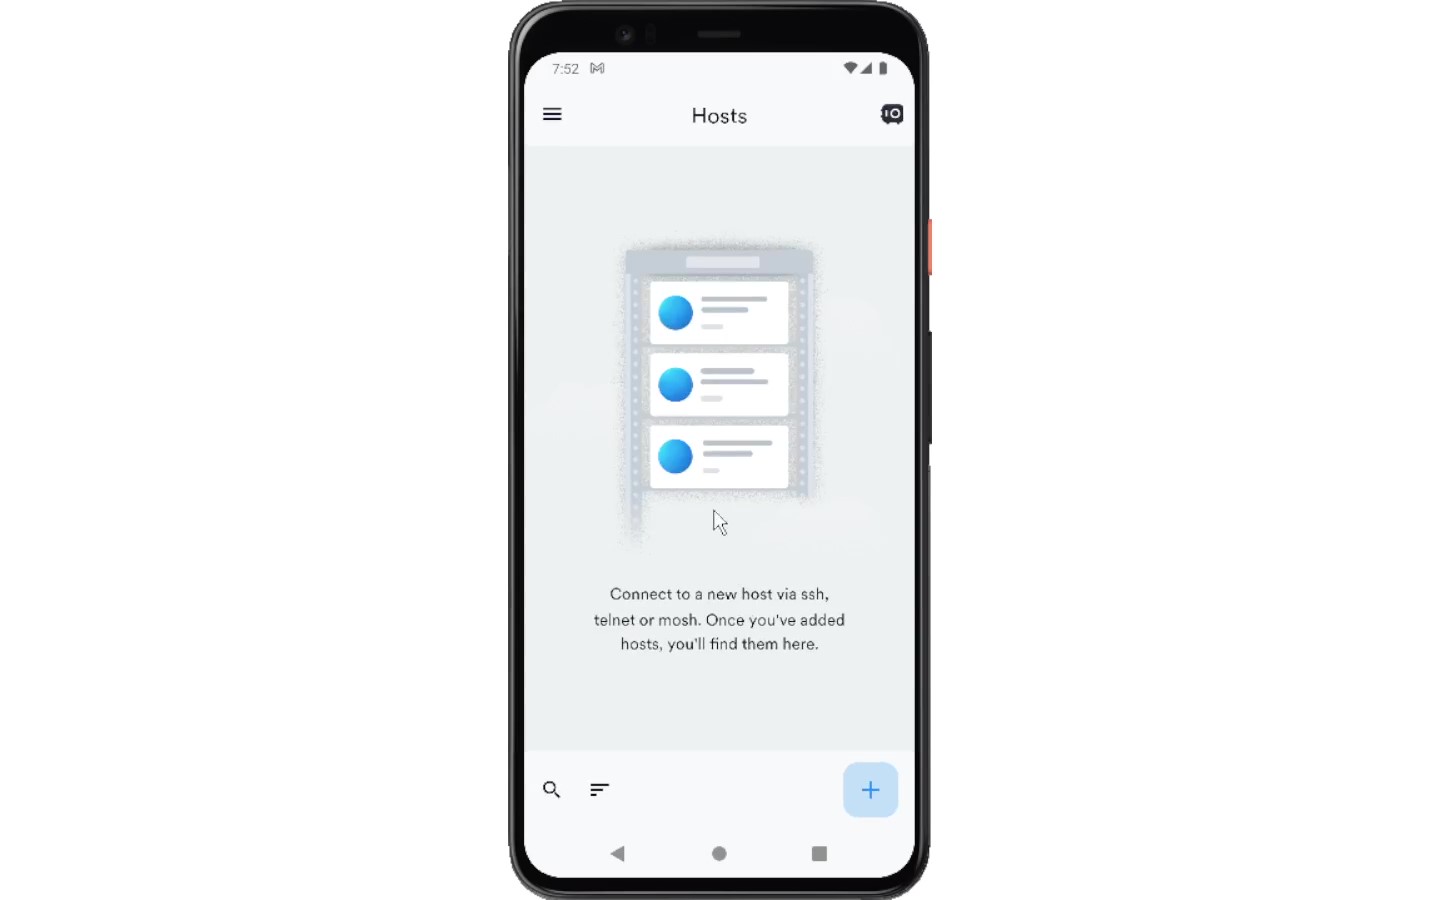 7:52
Hosts
Connect to a new host via ssh,
telnet or mosh. Once you've added
hosts, you'll find them here.